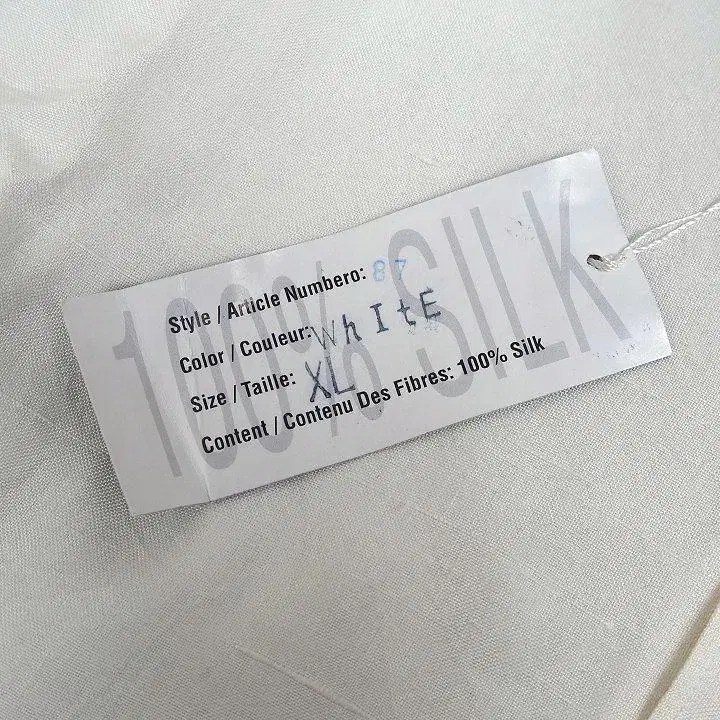 100% SILK
Style / Article Numbero: 87
Color / Couleur: WhItE
Size / Taille: XL
Content / Contenu Des Fibres: 100% Silk